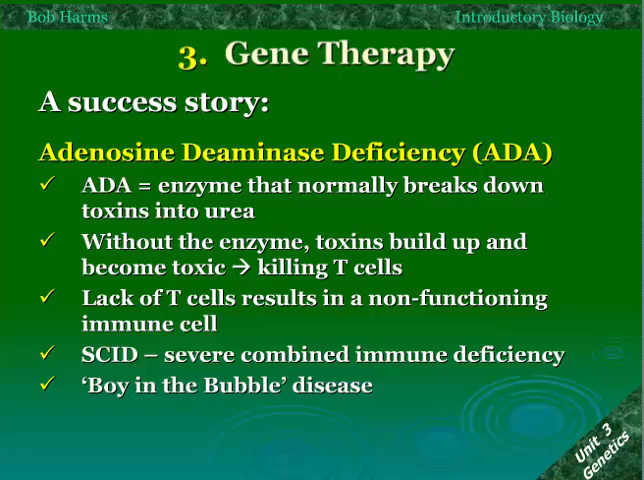 Bob Harms
Introductory Biology
3. Gene Therapy
A success story:
Adenosine Deaminase Deficiency (ADA)
✓ ADA = enzyme that normally breaks down
toxins into urea
✓ Without the enzyme, toxins build up and
become toxic → killing T cells
✓ Lack of T cells results in a non-functioning
immune cell
✓ SCID – severe combined immune deficiency
✓ ‘Boy in the Bubble’ disease
Unit 3
Genetics